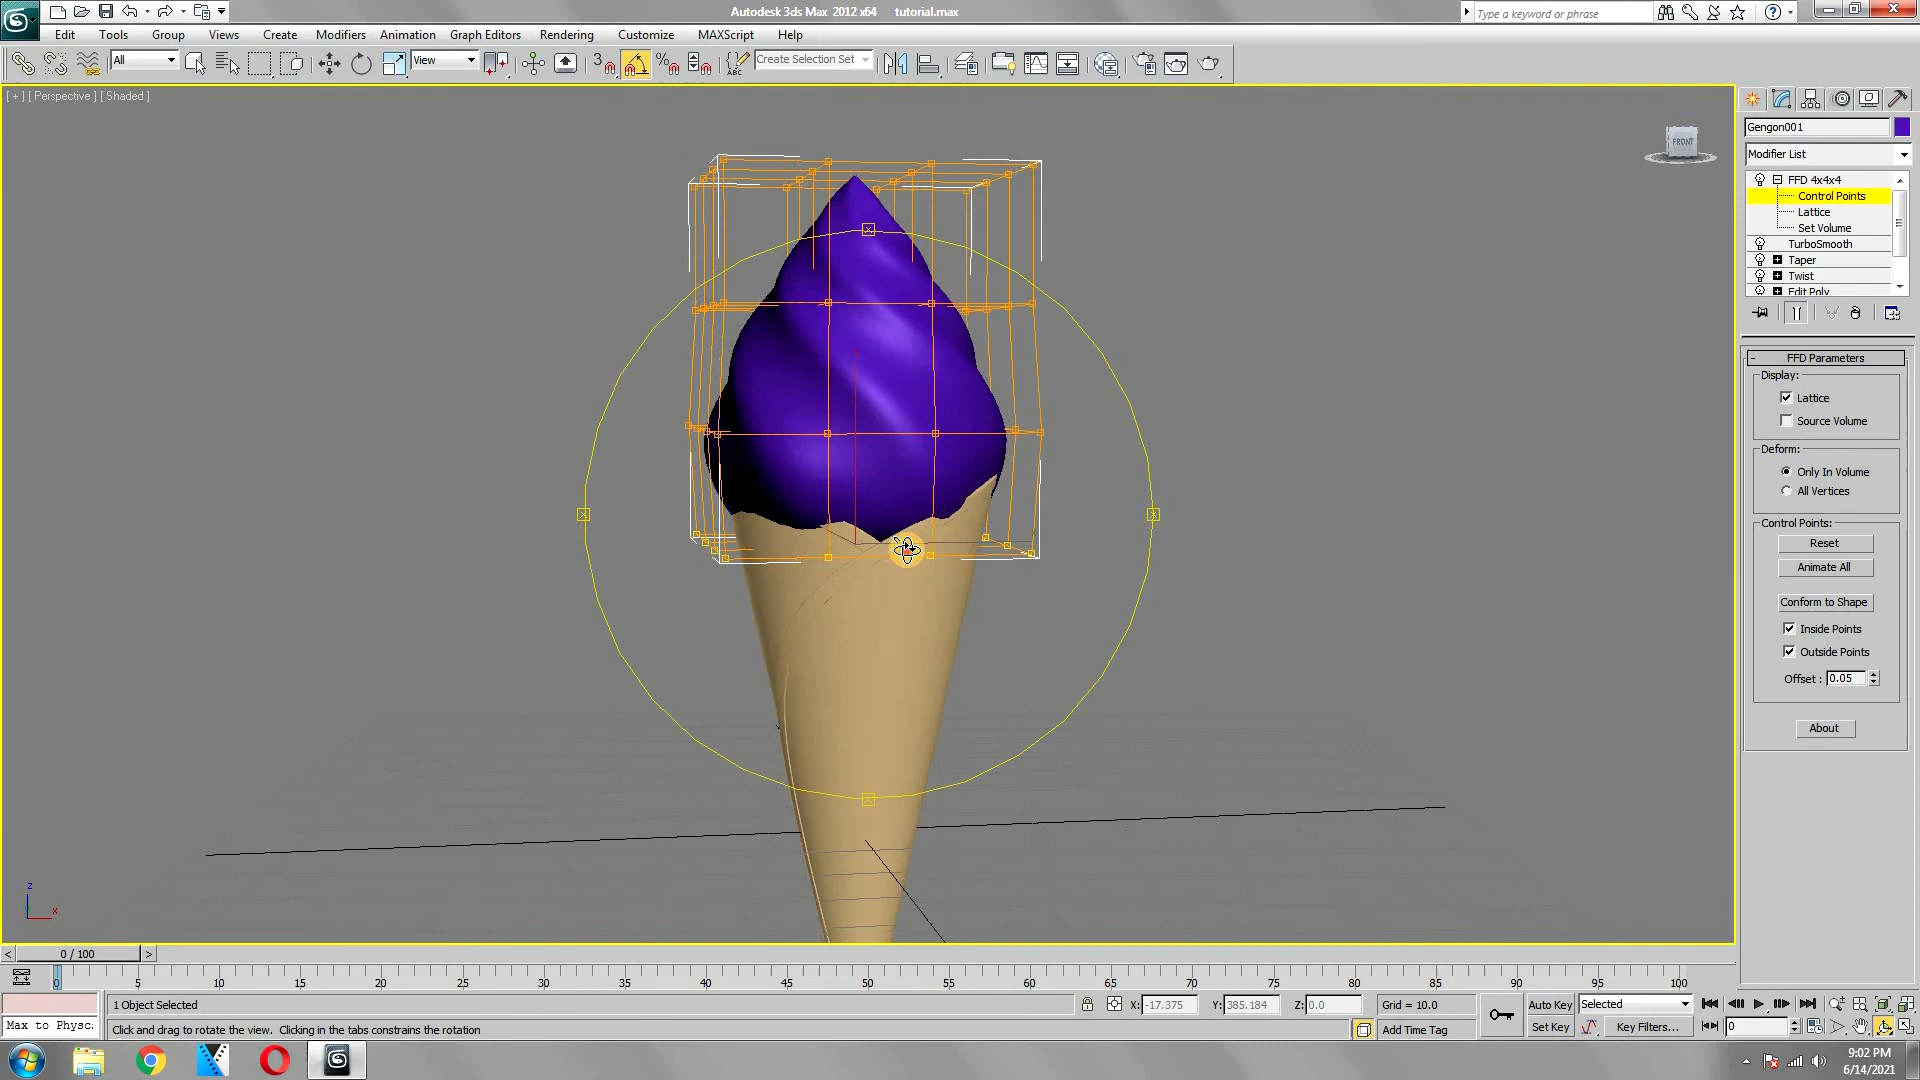 Autodesk 3ds Max 2012 x64 tutorial.max
Type a keyword or phrase
Edit Tools Group Views Create Modifiers Animation Graph Editors Rendering Customize MAXScript Help
All View 3 % ABC Create Selection Set
[ + ] [ Perspective ] [ Shaded ]
FRONT
Gengon001
Modifier List
FFD 4x4x4
Control Points
Lattice
Set Volume
TurboSmooth
Taper
Twist
Edit Poly
- FFD Parameters
Display:
Lattice
Source Volume
Deform:
Only In Volume
All Vertices
Control Points:
Reset
Animate All
Conform to Shape
Inside Points
Outside Points
Offset : 0.05
About
z
x
< 0 / 100 >
0 5 10 15 20 25 30 35 40 45 50 55 60 65 70 75 80 85 90 95 100
1 Object Selected X: -17.375 Y: 385.184 Z: 0.0 Grid = 10.0 Auto Key Selected
Max to Physc: Click and drag to rotate the view. Clicking in the tabs constrains the rotation Add Time Tag Set Key Key Filters... 0
9:02 PM
6/14/2021